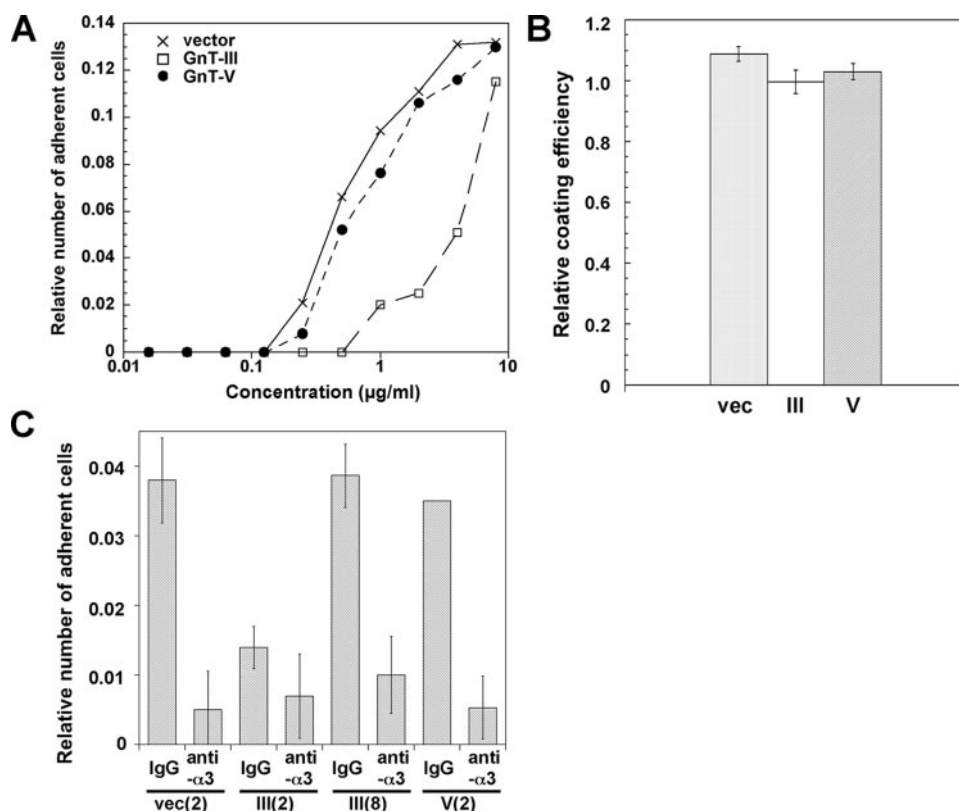 A
Relative number of adherent cells
0.14
0.12
0.10
0.08
0.06
0.04
0.02
0
vector
GnT-III
GnT-V
0.01
0.1
1
10
Concentration (µg/ml)
B
Relative coating efficiency
1.2
1.0
0.8
0.6
0.4
0.2
0
vec III V
C
Relative number of adherent cells
0.04
0.03
0.02
0.01
0
IgG anti IgG anti IgG anti IgG anti
-α3 -α3 -α3 -α3
vec(2) III(2) III(8) V(2)